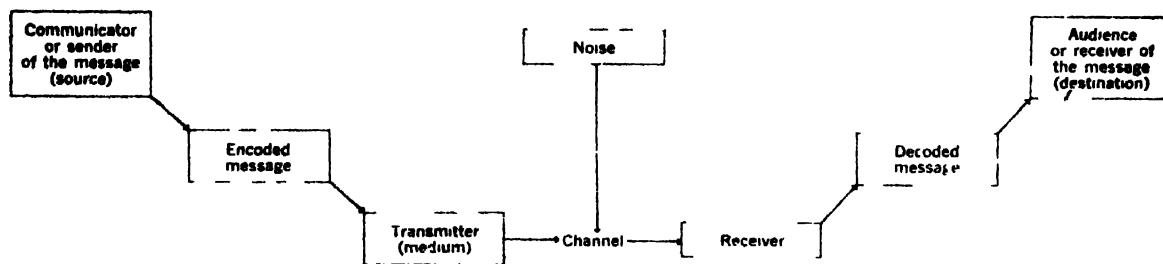 Communicator
or sender
of the message
(source)
Encoded
message
Transmitter
(medium)
Noise
Channel
Receiver
Decoded
message
Audience
or receiver of
the message
(destination)